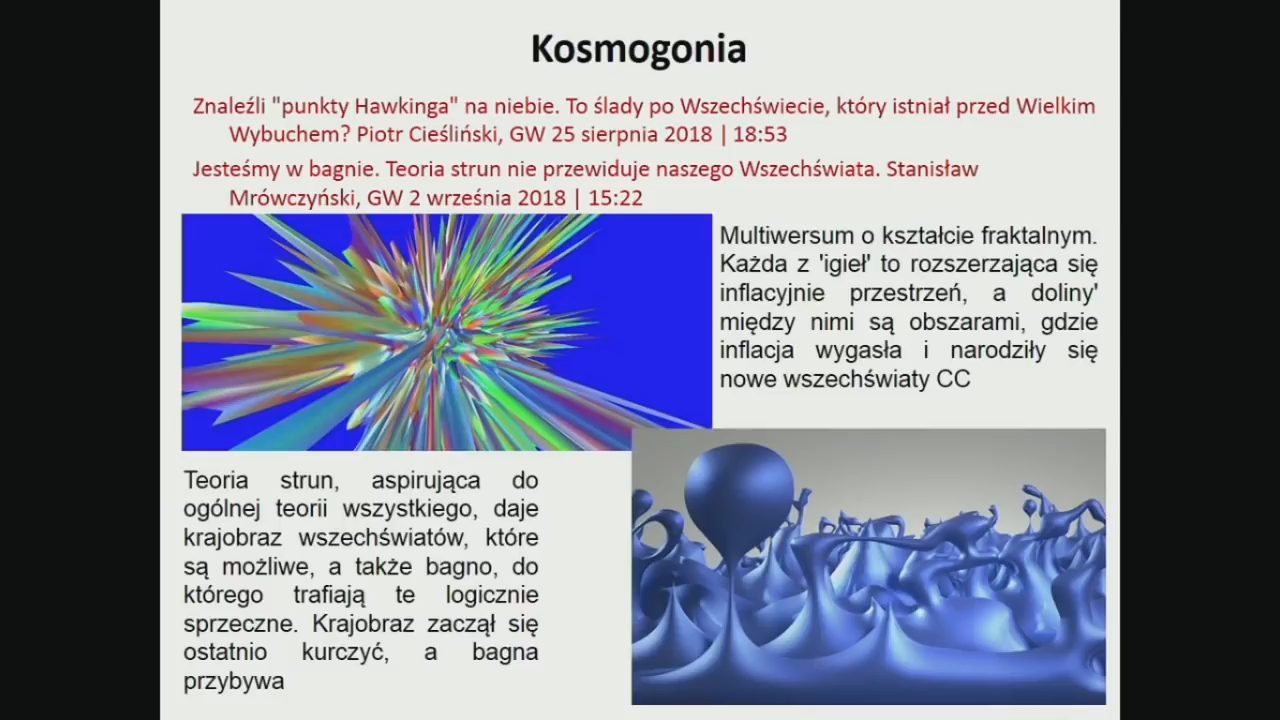 Kosmogonia
Znaleźli "punkty Hawkinga" na niebie. To ślady po Wszechświecie, który istniał przed Wielkim
Wybuchem? Piotr Cieśliński, GW 25 sierpnia 2018 | 18:53
Jesteśmy w bagnie. Teoria strun nie przewiduje naszego Wszechświata. Stanisław
Mrówczyński, GW 2 września 2018 | 15:22
Multiwersum o kształcie fraktalnym.
Każda z 'igieł' to rozszerzająca się
inflacyjnie przestrzeń, a doliny'
między nimi są obszarami, gdzie
inflacja wygasła i narodziły się
nowe wszechświaty CC
Teoria strun, aspirująca do
ogólnej teorii wszystkiego, daje
krajobraz wszechświatów, które
są możliwe, a także bagno, do
którego trafiają te logicznie
sprzeczne. Krajobraz zaczął się
ostatnio kurczyć, a bagna
przybywa